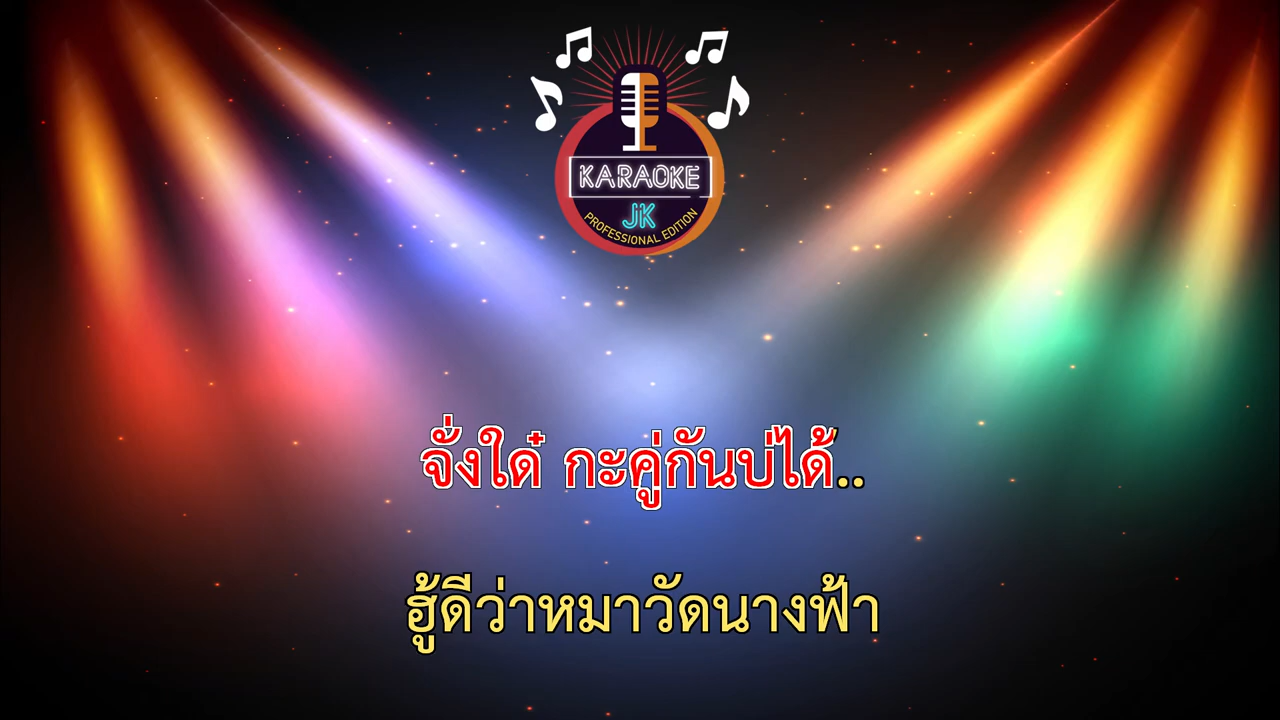 KARAOKE
JK
PROFESSIONAL EDITION
จั่งใด๋ กะคู่กันบ่ได้..
ฮู้ดีว่าหมาวัดนางฟ้า